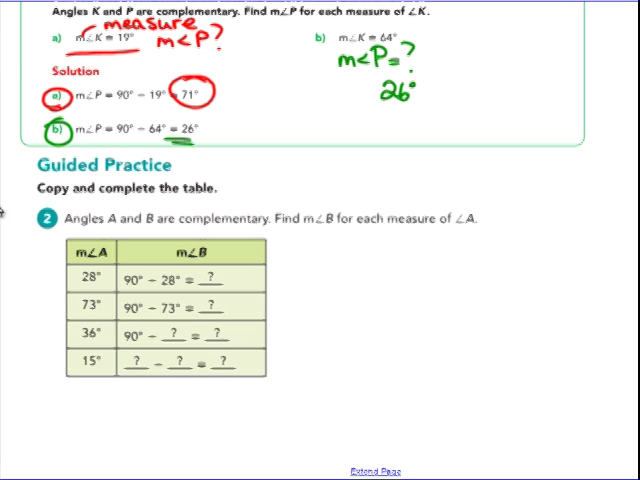 Angles K and P are complementary. Find m∠P for each measure of ∠K.
measure
a) m∠K = 19° m<P?
b) m∠K = 64°
m<P = ?
26°
Solution
a) m∠P = 90° − 19° = 71°
b) m∠P = 90° − 64° = 26°
Guided Practice
Copy and complete the table.
2 Angles A and B are complementary. Find m∠B for each measure of ∠A.
m∠A m∠B
28° 90° − 28° = ?
73° 90° − 73° = ?
36° 90° − ? = ?
15° ? − ? = ?
Extend Page